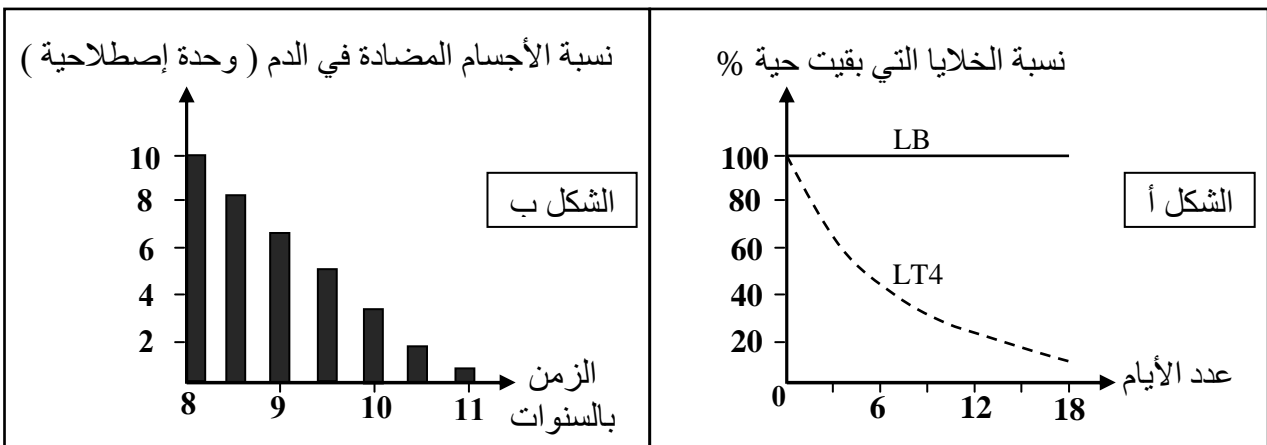 نسبة الخلايا التي بقيت حية %
100
80
60
40
20
0
6
12
18
LB
LT4
الشكل أ
عدد الأيام
نسبة الأجسام المضادة في الدم ( وحدة إصطلاحية )
10
8
6
4
2
8
9
10
11
الشكل ب
الزمن
بالسنوات